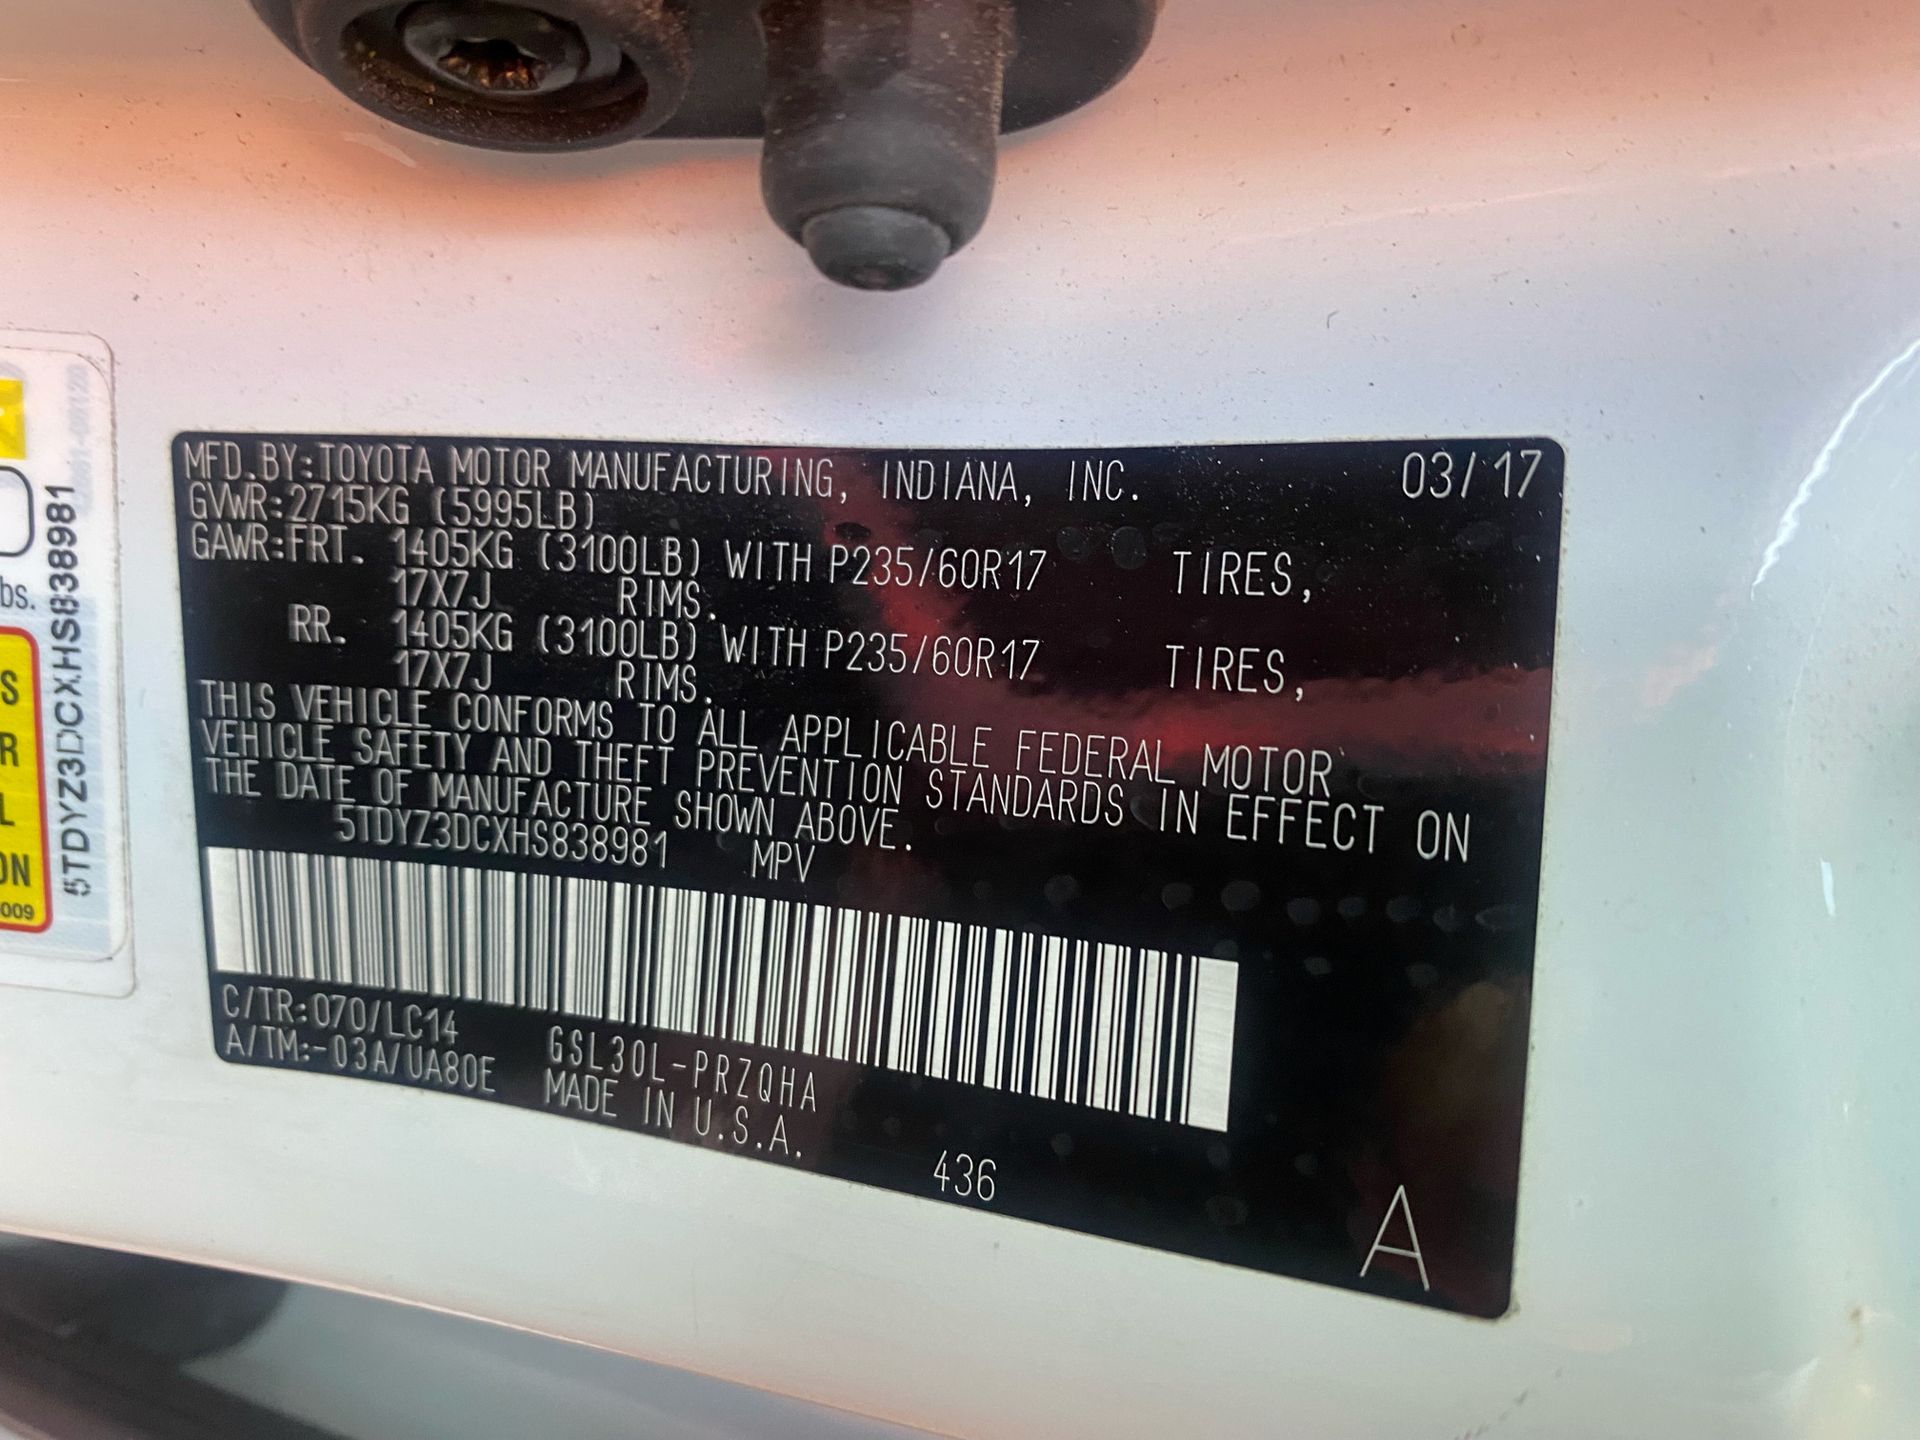 MFD.BY:TOYOTA MOTOR MANUFACTURING, INDIANA, INC. 03/17
GVWR:2715KG (5995LB)
GAWR:FRT. 1405KG (3100LB) WITH P235/60R17 TIRES,
17X7J RIMS.
RR. 1405KG (3100LB) WITH P235/60R17 TIRES,
17X7J RIMS.
THIS VEHICLE CONFORMS TO ALL APPLICABLE FEDERAL MOTOR
VEHICLE SAFETY AND THEFT PREVENTION STANDARDS IN EFFECT ON
THE DATE OF MANUFACTURE SHOWN ABOVE.
5TDYZ3DCXHS838981 MPV
C/TR:070/LC14 GSL30L-PRZQHA
A/TM:-03A/UA80E MADE IN U.S.A.
436
A
5TDYZ3DCXHS838981
bs.
S
R
L
ON
009